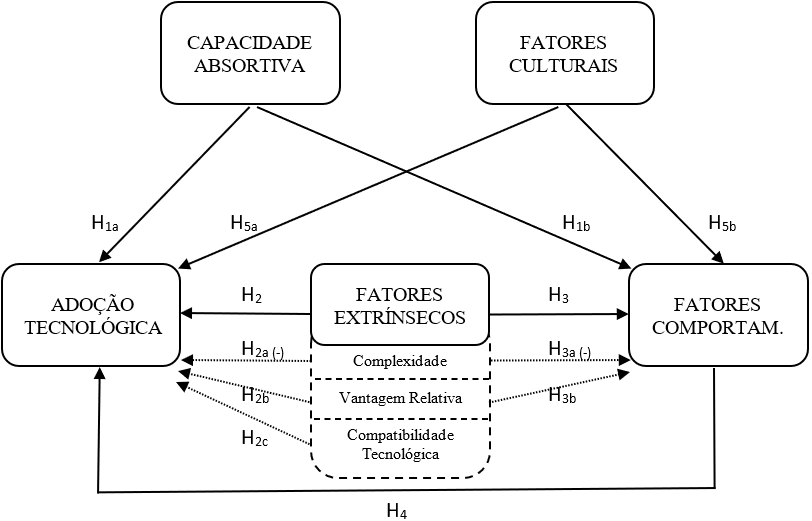 CAPACIDADE
ABSORTIVA
FATORES
CULTURAIS
H1a
H5a
H1b
H5b
ADOÇÃO
TECNOLÓGICA
H2
FATORES
EXTRÍNSECOS
H3
FATORES
COMPORTAM.
H2a (-)
Complexidade
H3a (-)
H2b
Vantagem Relativa
H3b
H2c
Compatibilidade
Tecnológica
H4